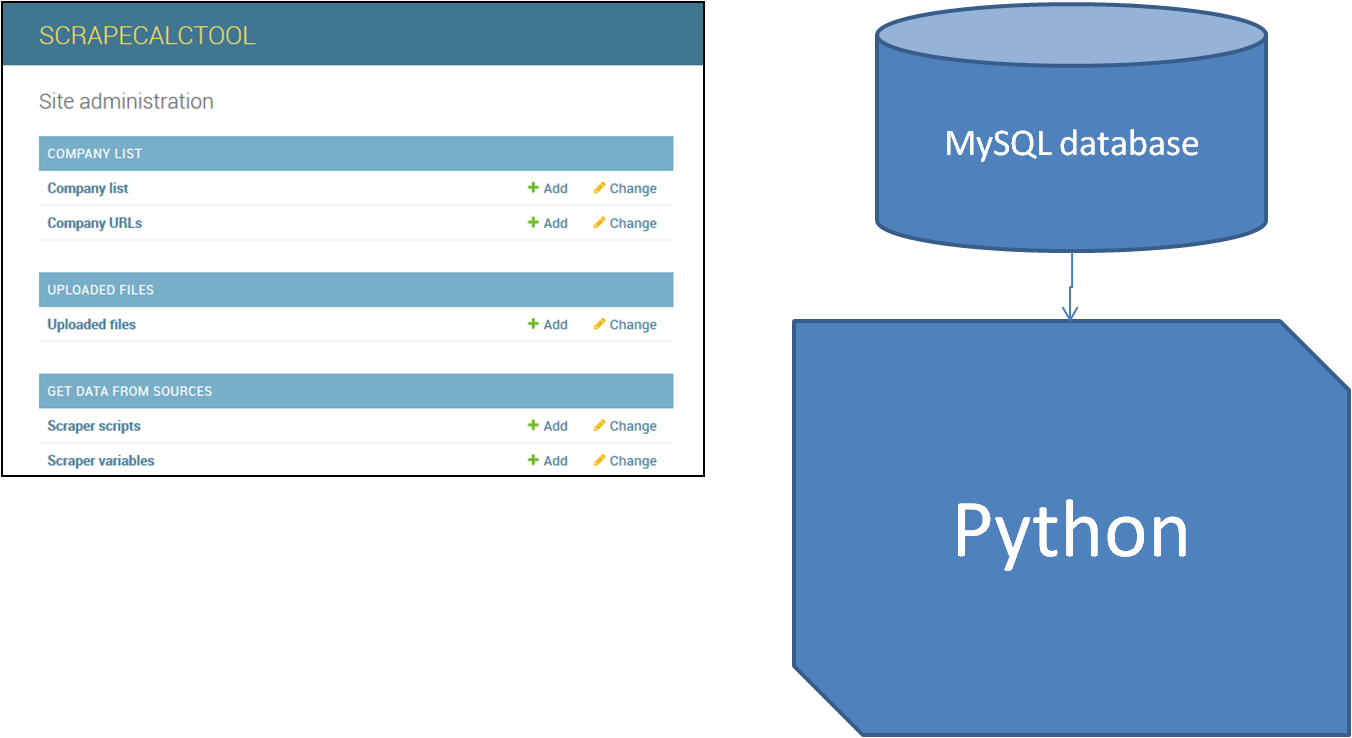 SCRAPECALCTOOL
Site administration
COMPANY LIST
Company list Add Change
Company URLs Add Change
UPLOADED FILES
Uploaded files Add Change
GET DATA FROM SOURCES
Scraper scripts Add Change
Scraper variables Add Change
MySQL database
Python